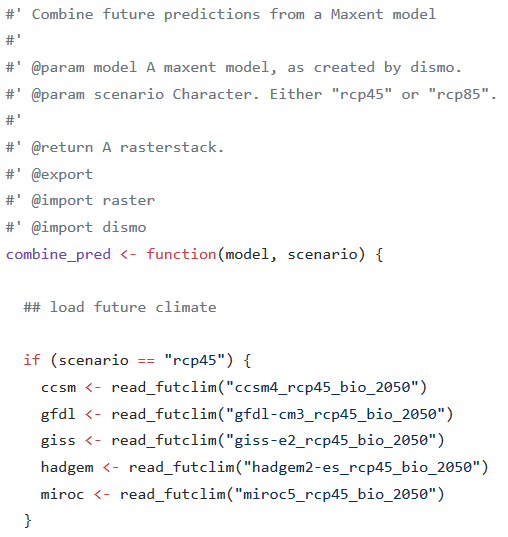 #' Combine future predictions from a Maxent model
#'
#' @param model A maxent model, as created by dismo.
#' @param scenario Character. Either "rcp45" or "rcp85".
#'
#' @return A rasterstack.
#' @export
#' @import raster
#' @import dismo
combine_pred <- function(model, scenario) {

  ## load future climate

  if (scenario == "rcp45") {
    ccsm <- read_futclim("ccsm4_rcp45_bio_2050")
    gfdl <- read_futclim("gfdl-cm3_rcp45_bio_2050")
    giss <- read_futclim("giss-e2_rcp45_bio_2050")
    hadgem <- read_futclim("hadgem2-es_rcp45_bio_2050")
    miroc <- read_futclim("miroc5_rcp45_bio_2050")
  }